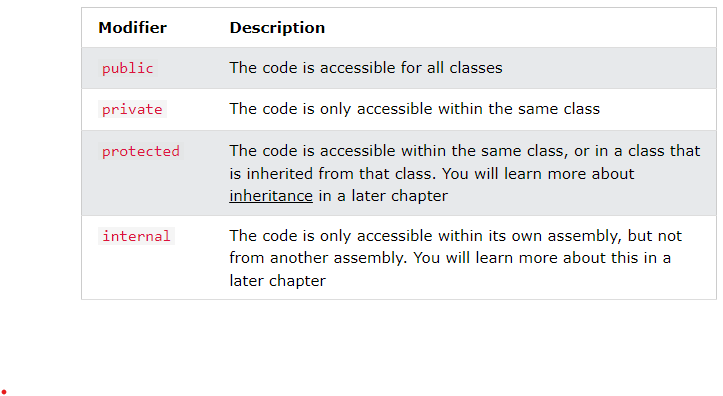 Modifier Description
public The code is accessible for all classes
private The code is only accessible within the same class
protected The code is accessible within the same class, or in a class that
is inherited from that class. You will learn more about
inheritance in a later chapter
internal The code is only accessible within its own assembly, but not
from another assembly. You will learn more about this in a
later chapter